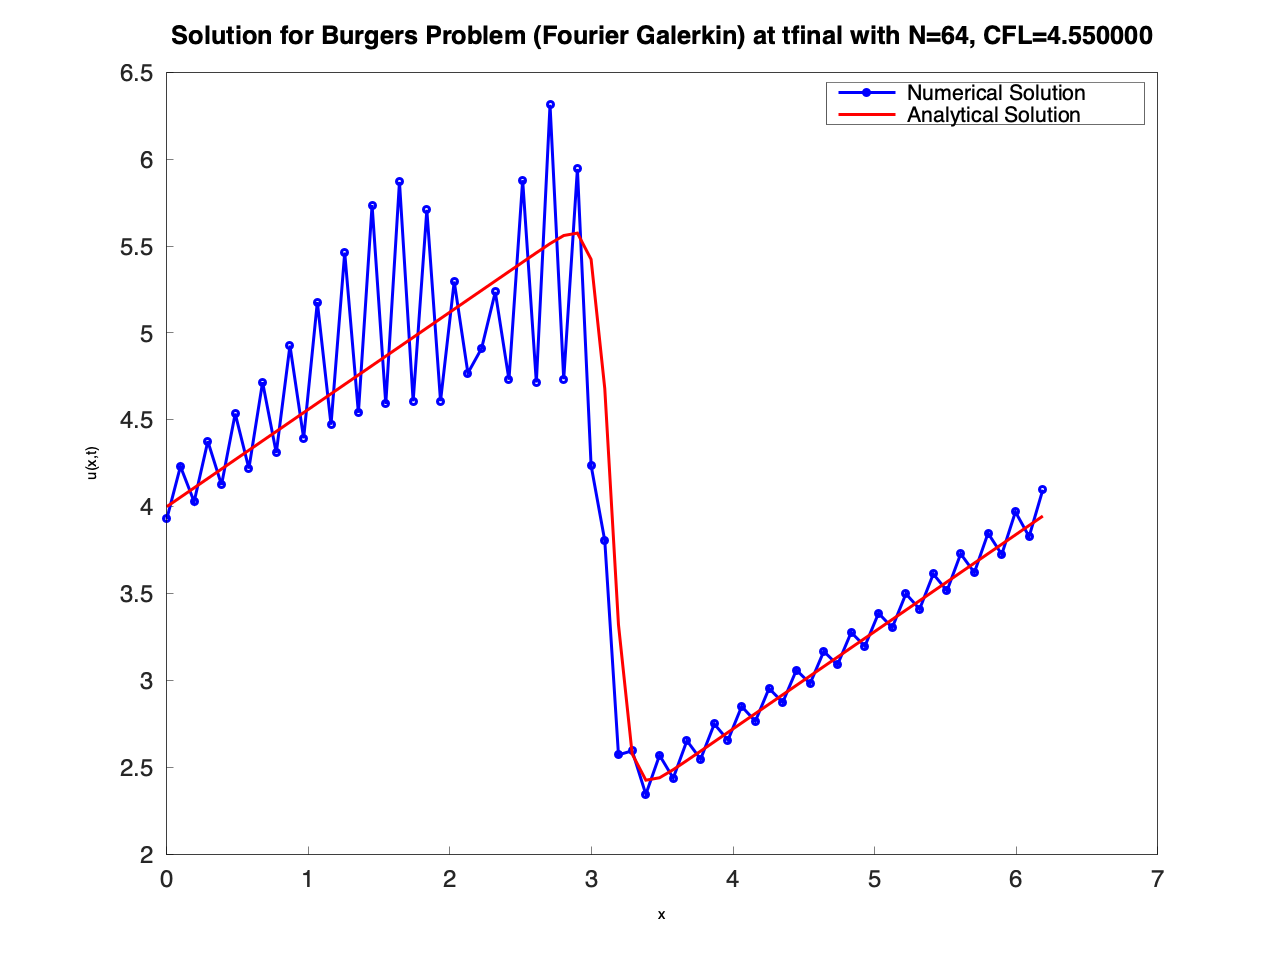 Solution for Burgers Problem (Fourier Galerkin) at tfinal with N=64, CFL=4.550000
Numerical Solution
Analytical Solution
6.5
6
5.5
5
4.5
4
3.5
3
2.5
2
u(x,t)
0 1 2 3 4 5 6 7
x